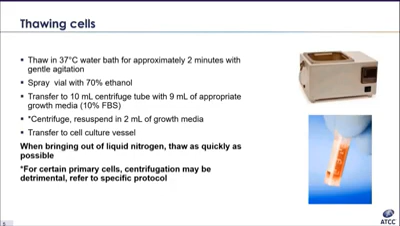 Thawing cells
▪ Thaw in 37°C water bath for approximately 2 minutes with
gentle agitation
▪ Spray vial with 70% ethanol
▪ Transfer to 10 mL centrifuge tube with 9 mL of appropriate
growth media (10% FBS)
▪ *Centrifuge, resuspend in 2 mL of growth media
▪ Transfer to cell culture vessel
When bringing out of liquid nitrogen, thaw as quickly as
possible
*For certain primary cells, centrifugation may be
detrimental, refer to specific protocol
ATCC